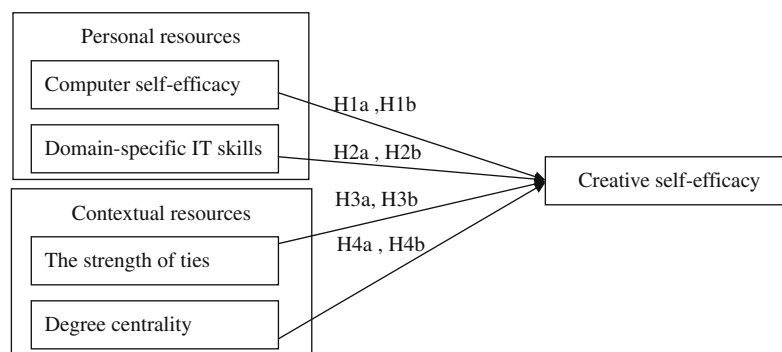 Personal resources
Computer self-efficacy
H1a ,H1b
Domain-specific IT skills
H2a , H2b
Creative self-efficacy
Contextual resources
H3a, H3b
The strength of ties
H4a , H4b
Degree centrality